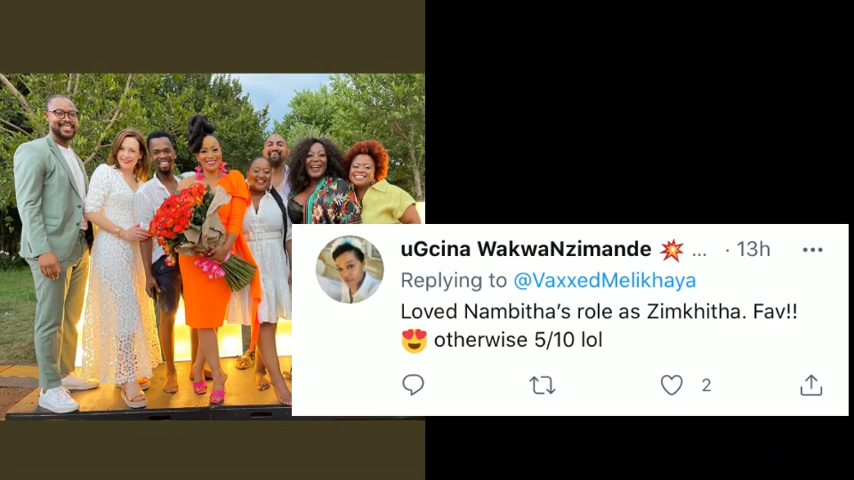 uGcina WakwaNzimande 💥 ... · 13h
Replying to @VaxxedMelikhaya
Loved Nambitha's role as Zimkhitha. Fav!!
😍 otherwise 5/10 lol
2